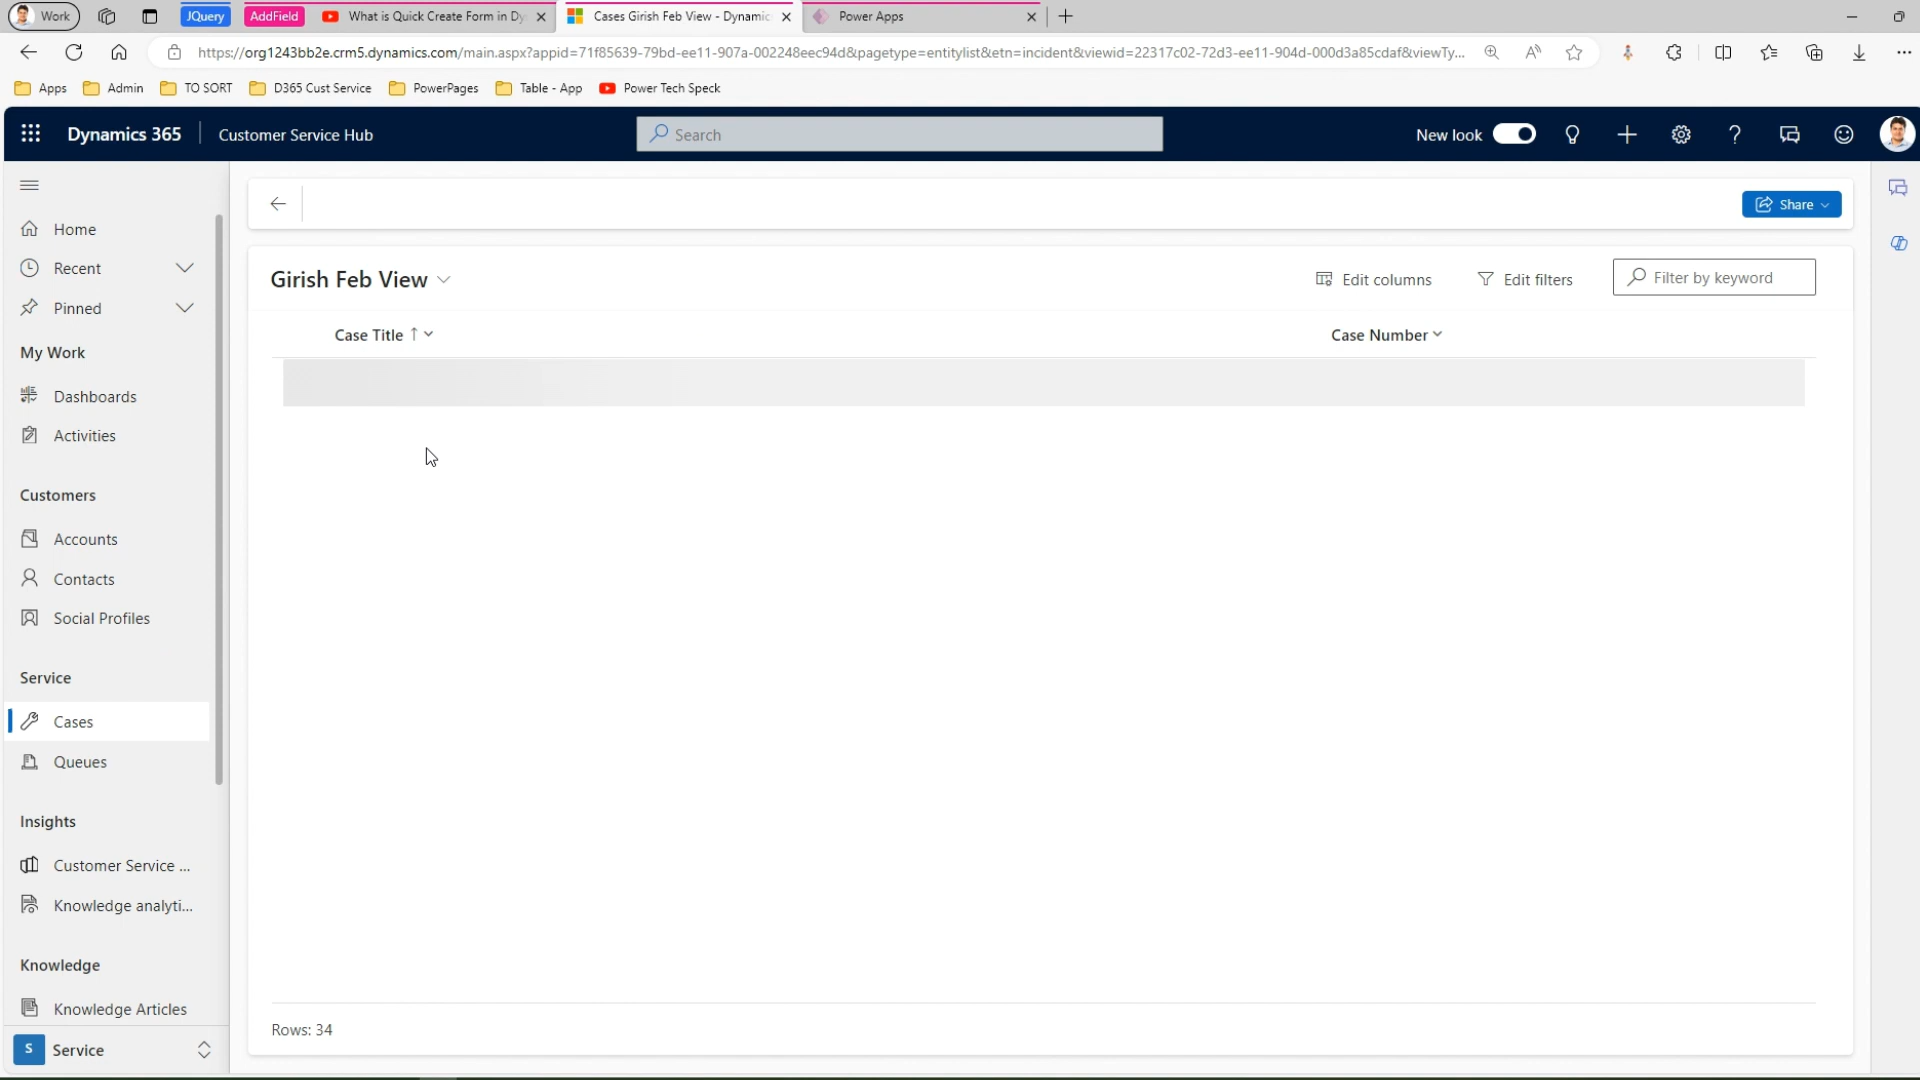 Work
JQuery
AddField
What is Quick Create Form in Dy
Cases Girish Feb View - Dynamic
Power Apps
https://org1243bb2e.crm5.dynamics.com/main.aspx?appid=71f85639-79bd-ee11-907a-002248eec94d&pagetype=entitylist&etn=incident&viewid=22317c02-72d3-ee11-904d-000d3a85cdaf&viewTy...
Apps
Admin
TO SORT
D365 Cust Service
PowerPages
Table - App
Power Tech Speck
Dynamics 365
Customer Service Hub
Search
New look
Home
Recent
Pinned
My Work
Dashboards
Activities
Customers
Accounts
Contacts
Social Profiles
Service
Cases
Queues
Insights
Customer Service ...
Knowledge analyti...
Knowledge
Knowledge Articles
S Service
Share
Girish Feb View
Edit columns
Edit filters
Filter by keyword
Case Title
Case Number
Rows: 34